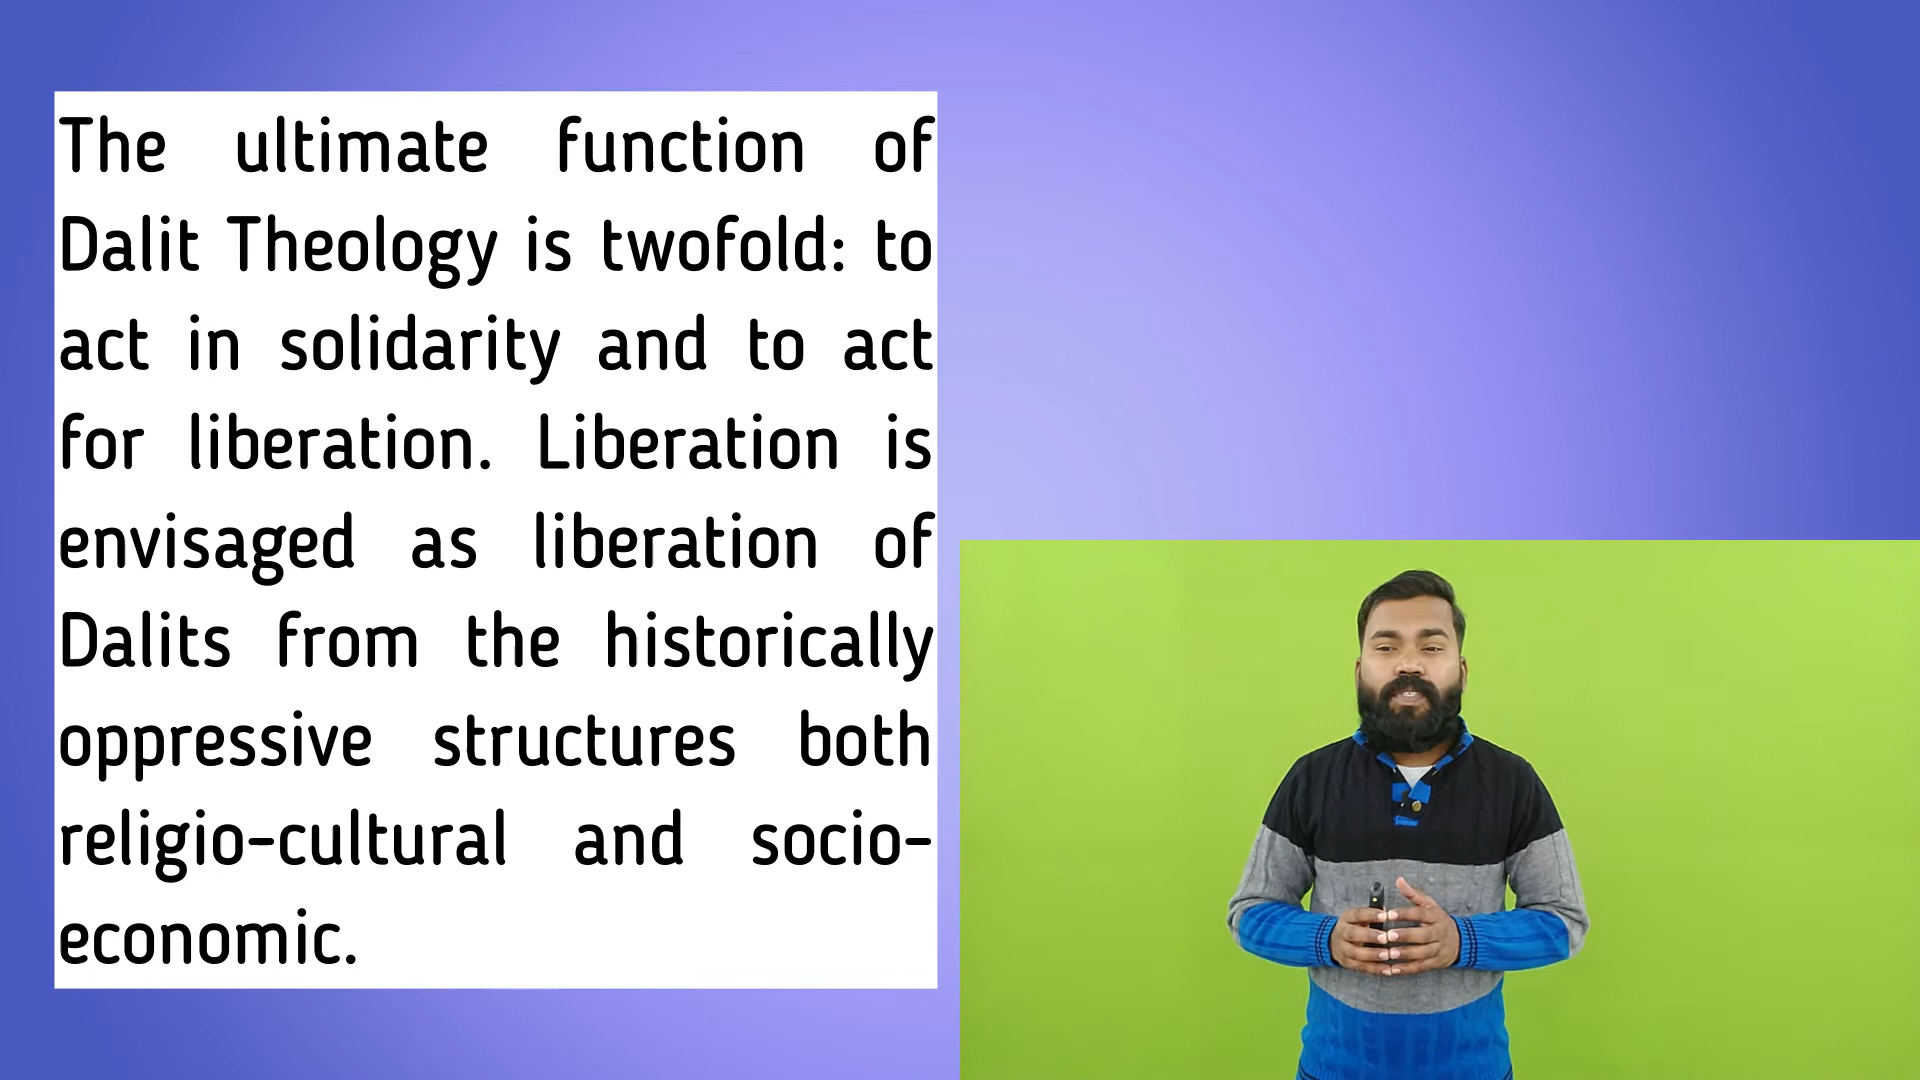 The ultimate function of
Dalit Theology is twofold: to
act in solidarity and to act
for liberation. Liberation is
envisaged as liberation of
Dalits from the historically
oppressive structures both
religio-cultural and socio-
economic.